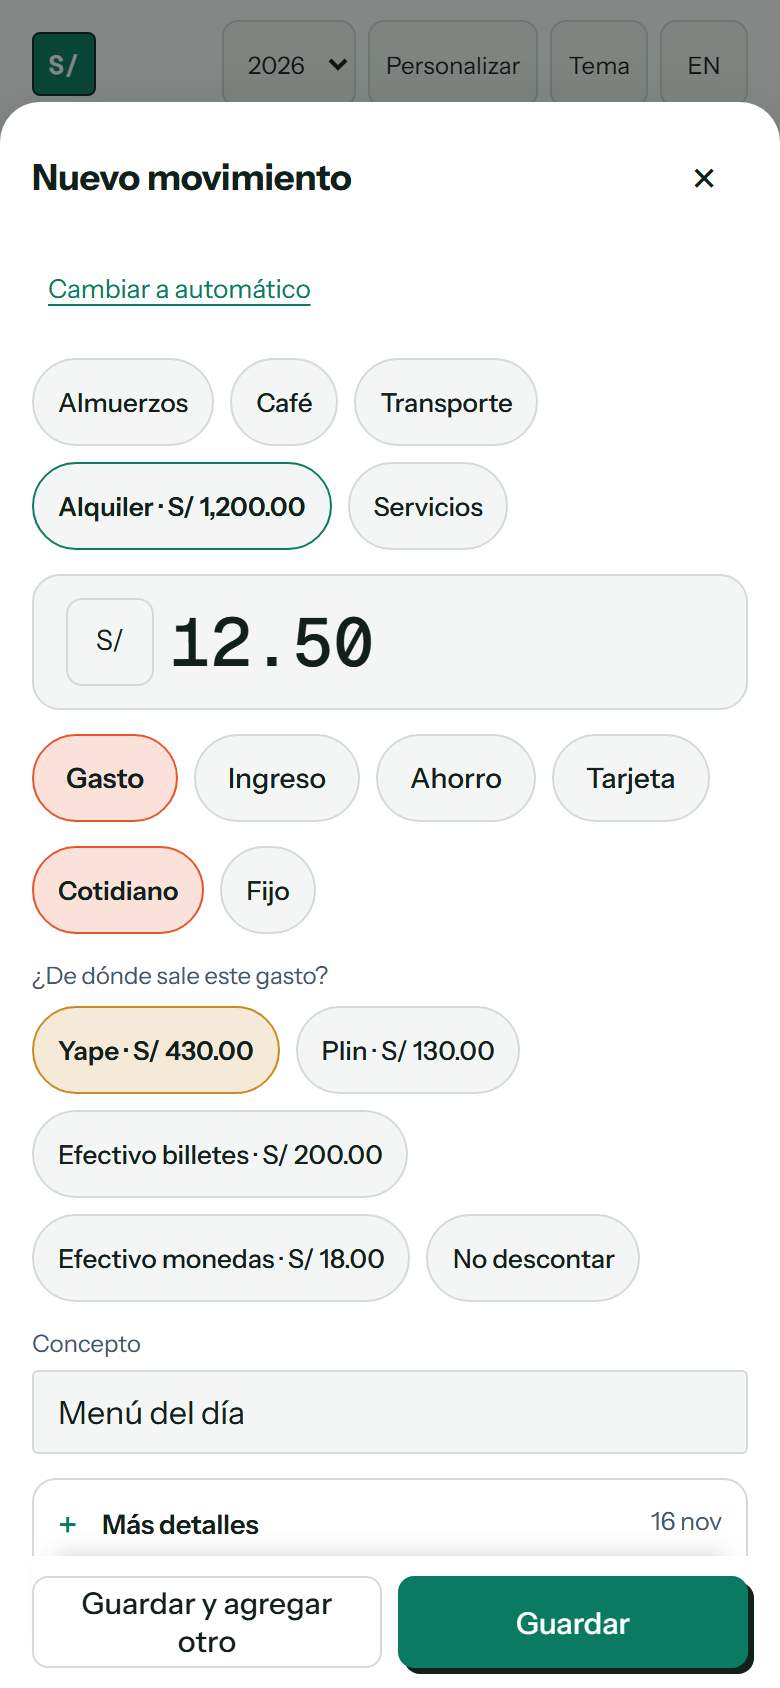 S/
2026
Personalizar
Tema
EN
Nuevo movimiento
Cambiar a automático
Almuerzos
Café
Transporte
Alquiler · S/ 1,200.00
Servicios
S/
12.50
Gasto
Ingreso
Ahorro
Tarjeta
Cotidiano
Fijo
¿De dónde sale este gasto?
Yape · S/ 430.00
Plin · S/ 130.00
Efectivo billetes · S/ 200.00
Efectivo monedas · S/ 18.00
No descontar
Concepto
Menú del día
+ Más detalles
16 nov
Guardar y agregar
otro
Guardar